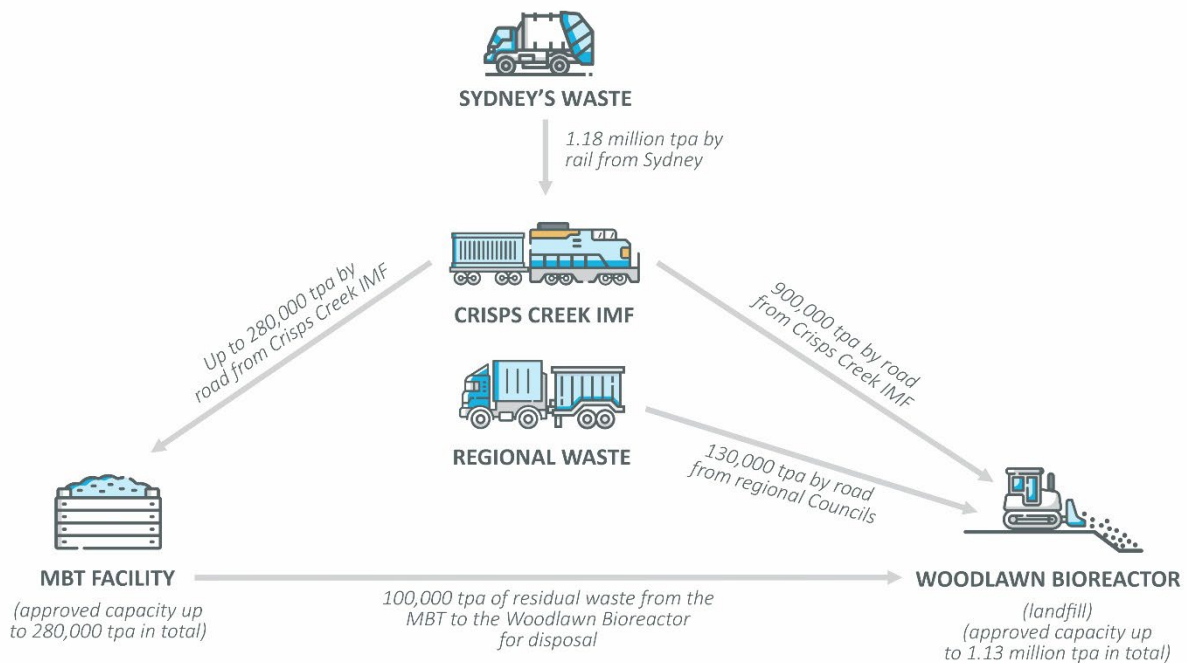 SYDNEY'S WASTE
1.18 million tpa by
rail from Sydney
CRISPS CREEK IMF
Up to 280,000 tpa by
road from Crisps Creek IMF
900,000 tpa by road
from Crisps Creek IMF
REGIONAL WASTE
130,000 tpa by road
from regional Councils
MBT FACILITY
(approved capacity up
to 280,000 tpa in total)
100,000 tpa of residual waste from the
MBT to the Woodlawn Bioreactor
for disposal
WOODLAWN BIOREACTOR
(landfill)
(approved capacity up
to 1.13 million tpa in total)